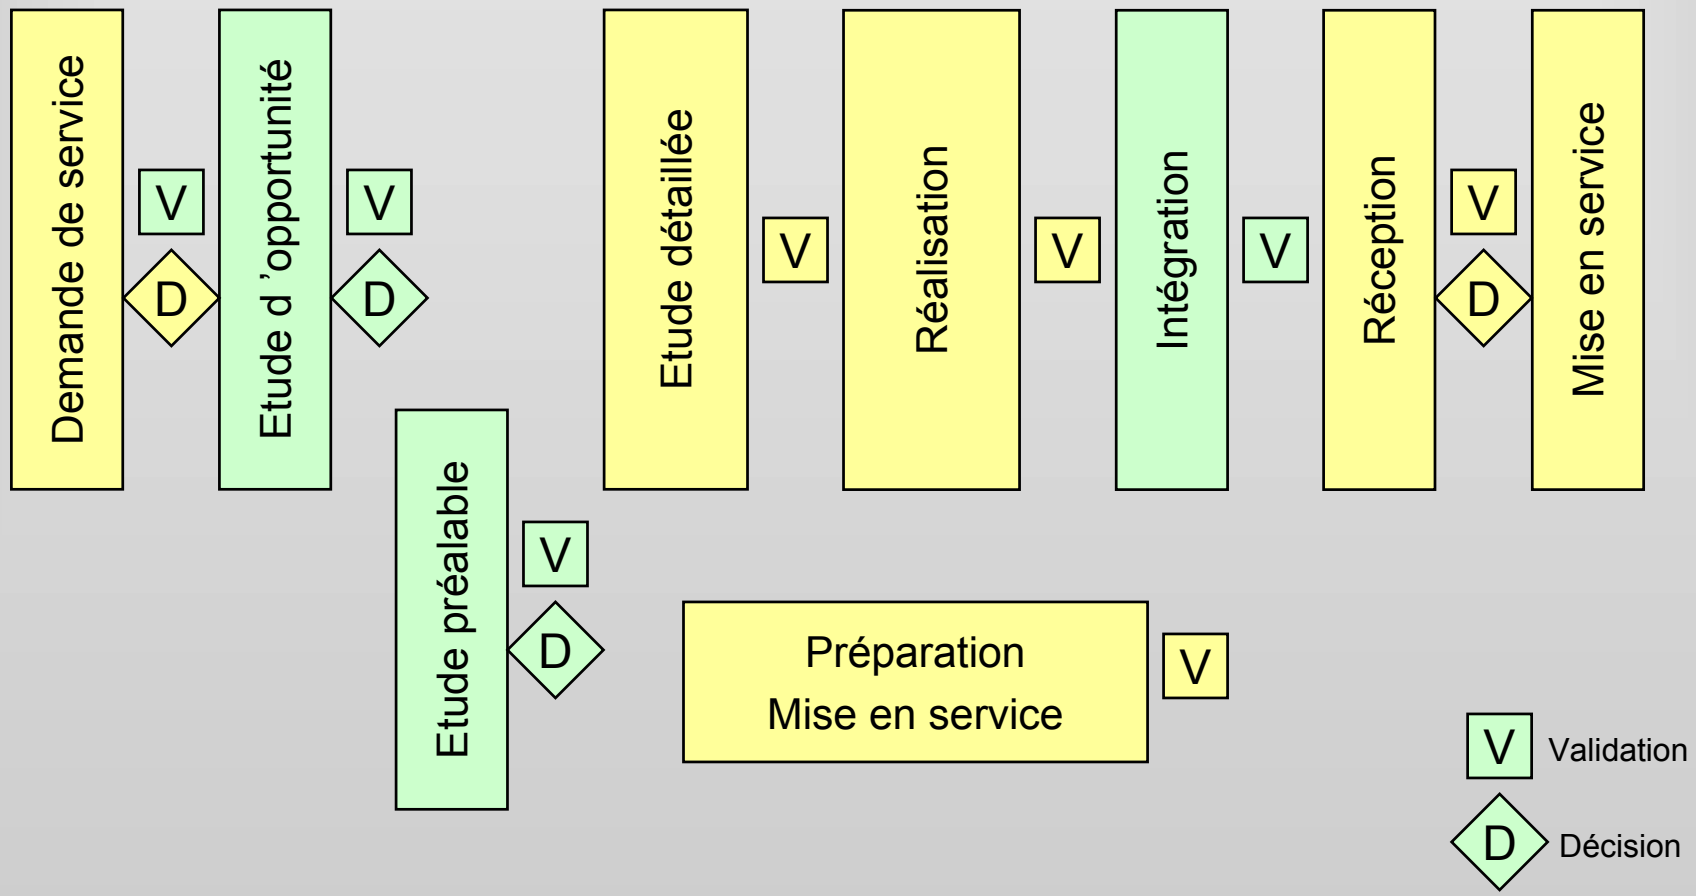 Demande de service
V
D
Etude d 'opportunité
V
D
Etude préalable
V
D
Etude détaillée
V
Réalisation
V
Intégration
V
Réception
V
D
Mise en service
Préparation
Mise en service
V
V Validation
D Décision